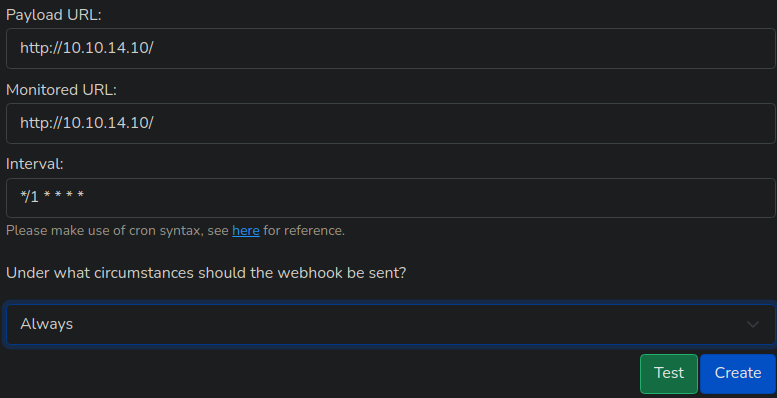 Payload URL:
http://10.10.14.10/
Monitored URL:
http://10.10.14.10/
Interval:
*/1 * * * *
Please make use of cron syntax, see here for reference.
Under what circumstances should the webhook be sent?
Always
Test Create